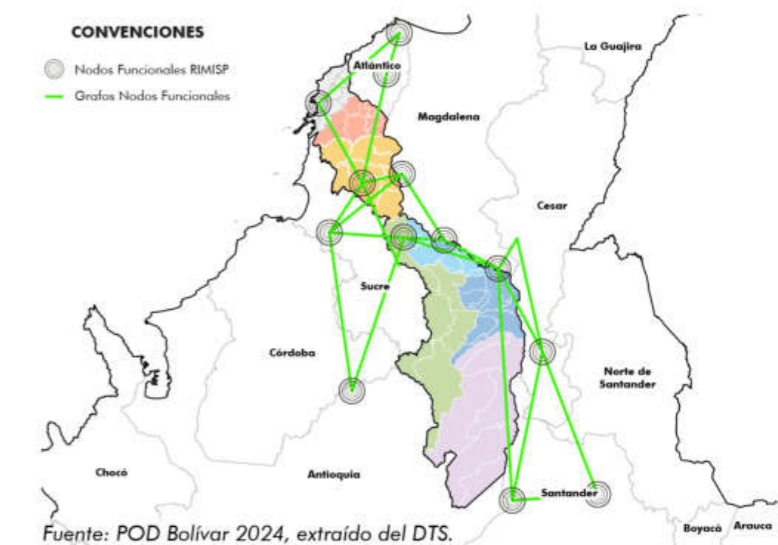 CONVENCIONES
Nodos Funcionales RIMISP
Grafos Nodos Funcionales
La Guajira
Atlántico
Magdalena
Cesar
Sucre
Córdoba
Norte de
Santander
Chocó
Antioquia
Santander
Boyacá
Arauca
Fuente: POD Bolívar 2024, extraído del DTS.